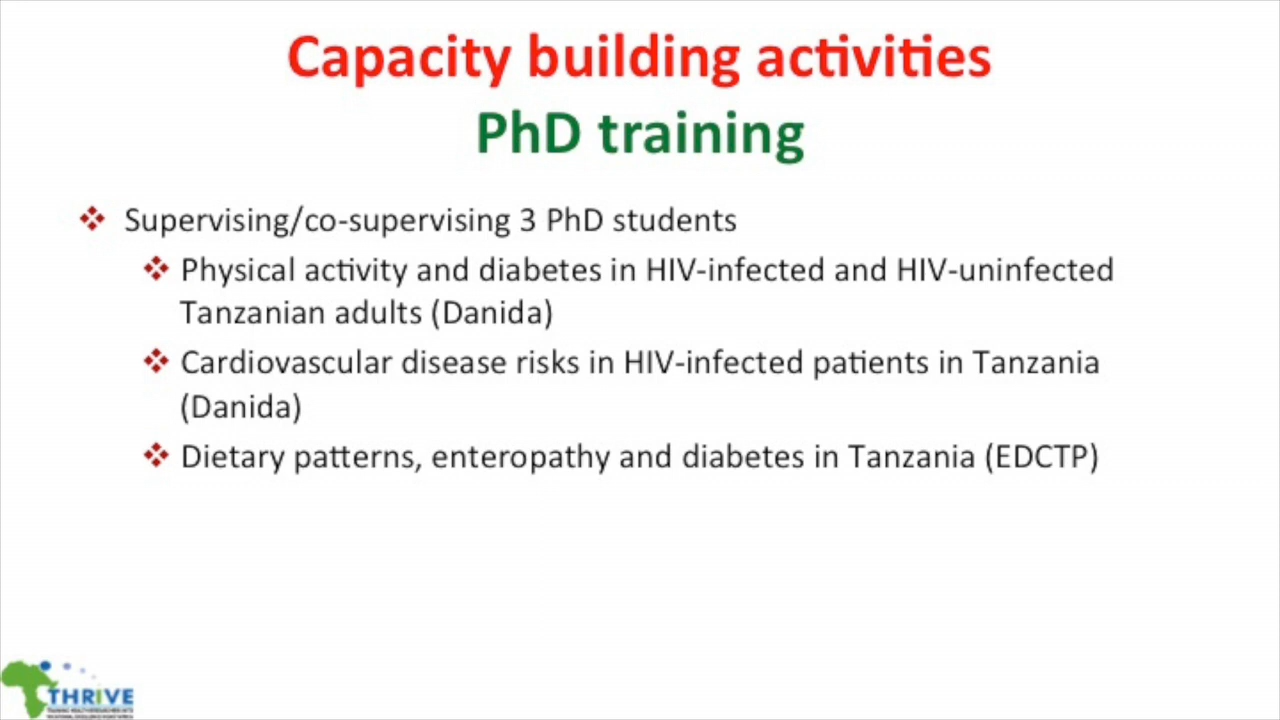 Capacity building activities
PhD training
Supervising/co-supervising 3 PhD students
Physical activity and diabetes in HIV-infected and HIV-uninfected
Tanzanian adults (Danida)
Cardiovascular disease risks in HIV-infected patients in Tanzania
(Danida)
Dietary patterns, enteropathy and diabetes in Tanzania (EDCTP)
THRIVE